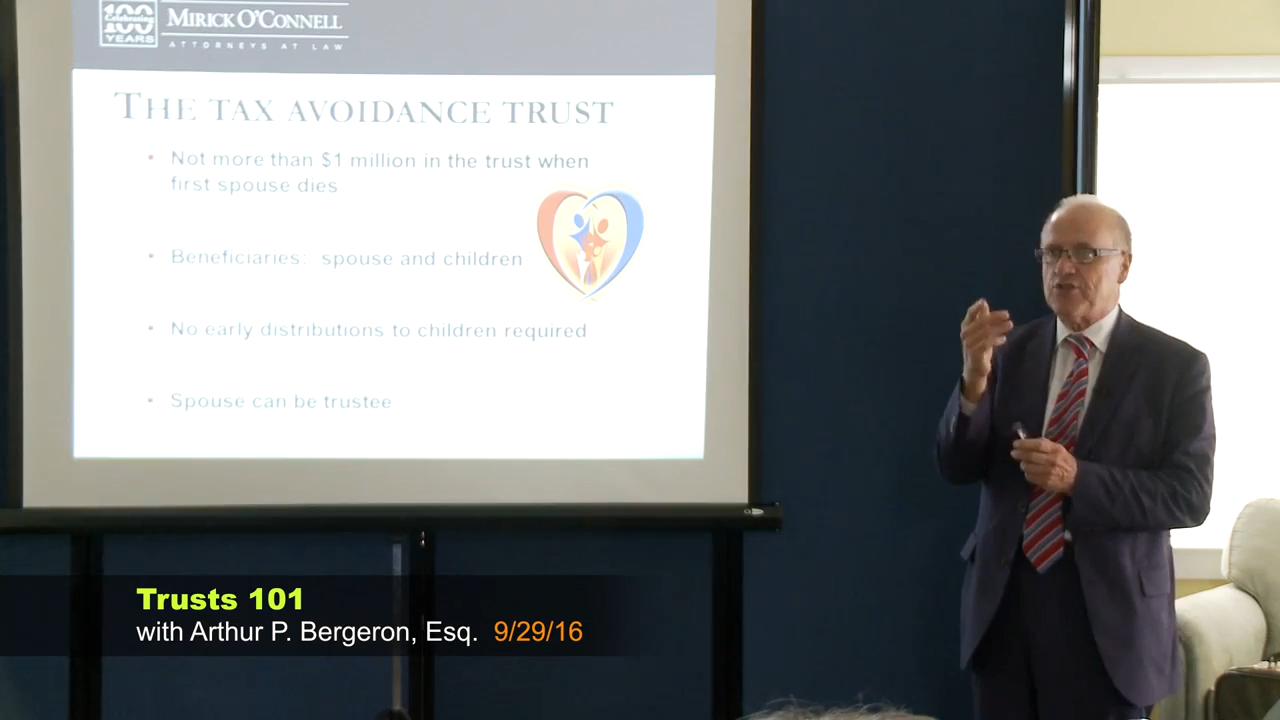 Celebrating
100
YEARS
MIRICK O'CONNELL
ATTORNEYS AT LAW
THE TAX AVOIDANCE TRUST
• Not more than $1 million in the trust when
first spouse dies
• Beneficiaries: spouse and children
• No early distributions to children required
• Spouse can be trustee
Trusts 101
with Arthur P. Bergeron, Esq. 9/29/16